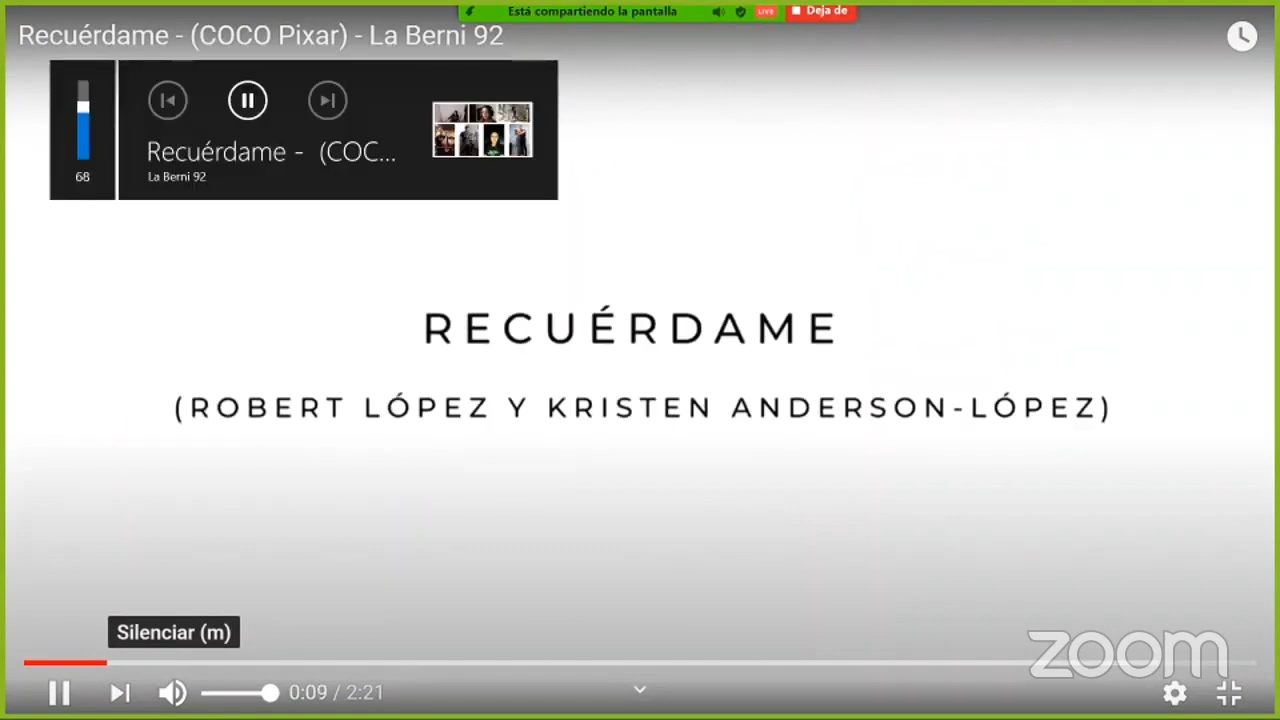 Está compartiendo la pantalla
LIVE
Deja de
Recuérdame - (COCO Pixar) - La Berni 92
Recuérdame - (COC...
La Berni 92
68
RECUÉRDAME
(ROBERT LÓPEZ Y KRISTEN ANDERSON-LÓPEZ)
Silenciar (m)
zoom
0:09 / 2:21